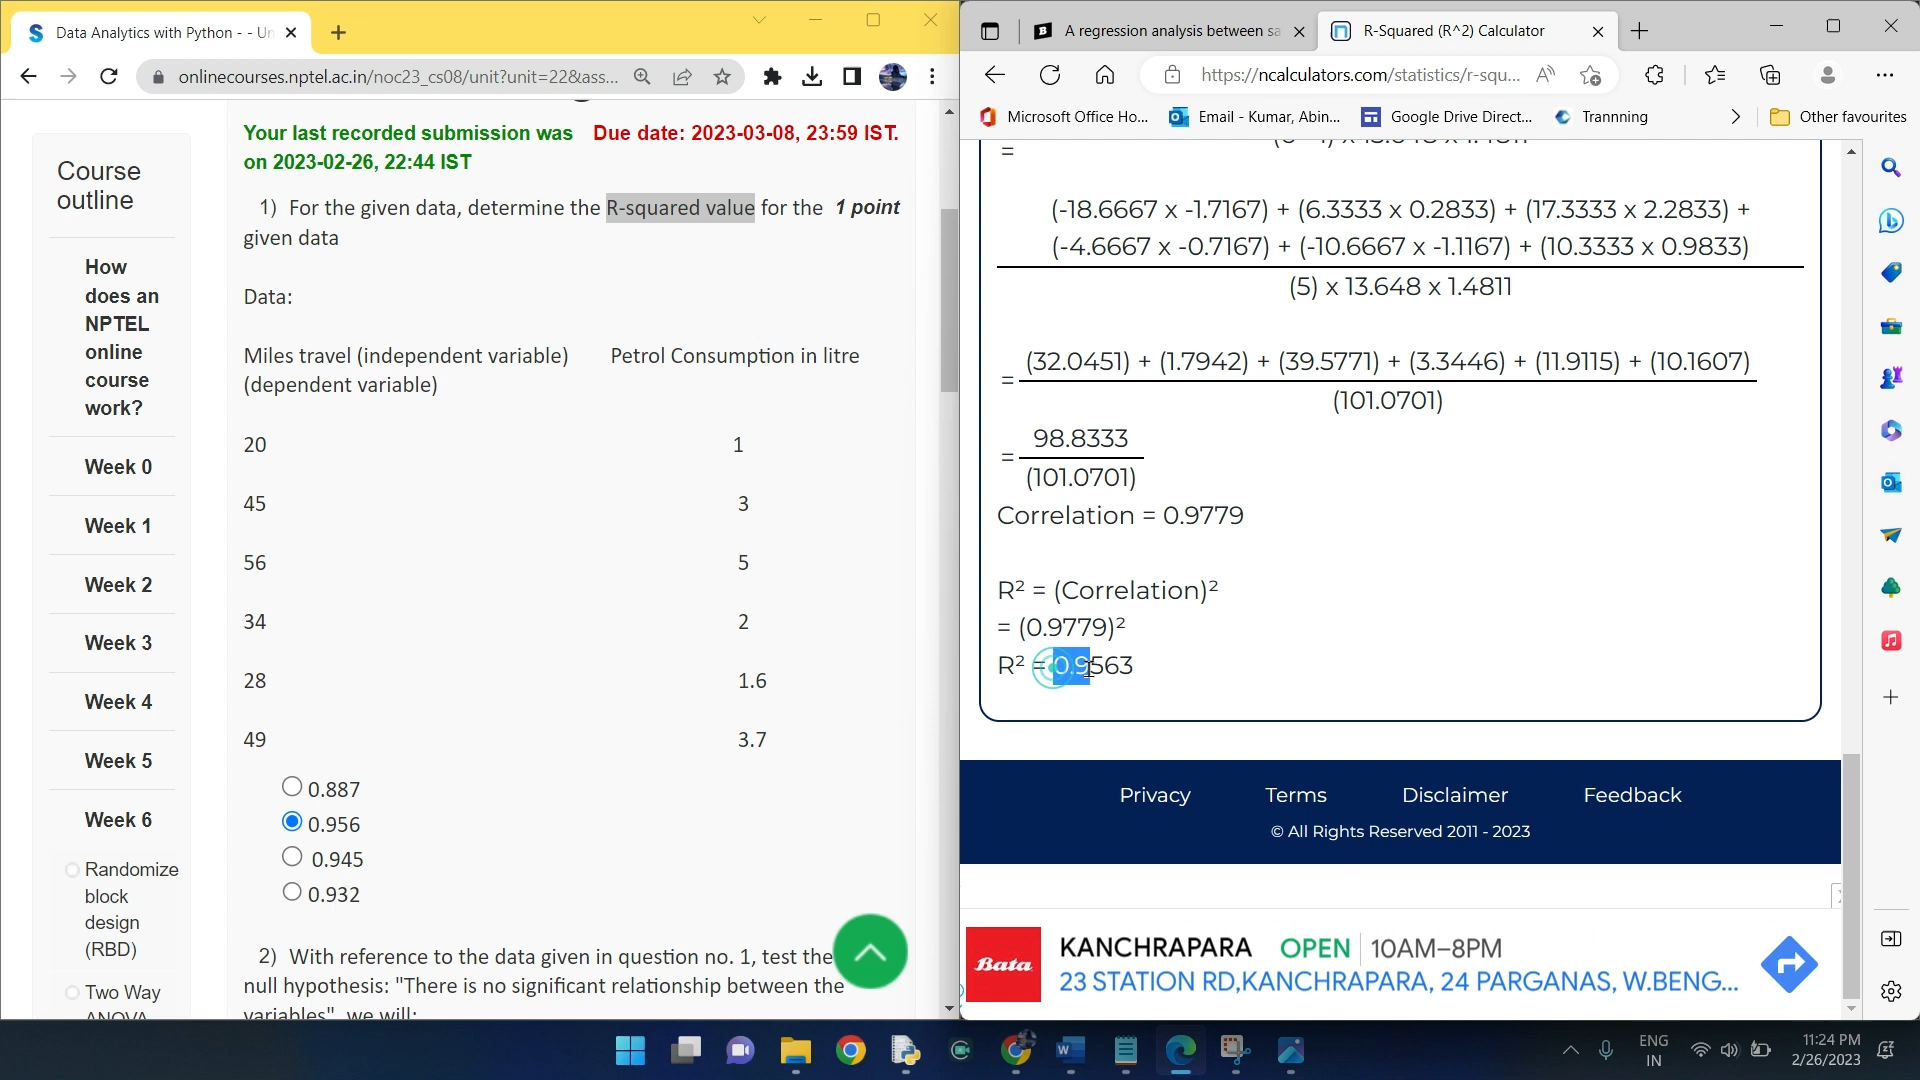 Data Analytics with Python - - Un
onlinecourses.nptel.ac.in/noc23_cs08/unit?unit=22&ass...
Course
outline
How
does an
NPTEL
online
course
work?
Week 0
Week 1
Week 2
Week 3
Week 4
Week 5
Week 6
Randomize
block
design
(RBD)
Two Way
ANOVA
Your last recorded submission was
on 2023-02-26, 22:44 IST
Due date: 2023-03-08, 23:59 IST.
1) For the given data, determine the R-squared value for the 1 point
given data
Data:
Miles travel (independent variable) Petrol Consumption in litre
(dependent variable)
20 1
45 3
56 5
34 2
28 1.6
49 3.7
0.887
0.956
0.945
0.932
2) With reference to the data given in question no. 1, test the
null hypothesis: "There is no significant relationship between the
variables", we will:
A regression analysis between sa
R-Squared (R^2) Calculator
https://ncalculators.com/statistics/r-squ...
Microsoft Office Ho... Email - Kumar, Abin... Google Drive Direct... Trannning Other favourites
=
(-18.6667 x -1.7167) + (6.3333 x 0.2833) + (17.3333 x 2.2833) +
(-4.6667 x -0.7167) + (-10.6667 x -1.1167) + (10.3333 x 0.9833)
(5) x 13.648 x 1.4811
= (32.0451) + (1.7942) + (39.5771) + (3.3446) + (11.9115) + (10.1607)
(101.0701)
= 98.8333
(101.0701)
Correlation = 0.9779
R² = (Correlation)²
= (0.9779)²
R² = 0.9563
Privacy Terms Disclaimer Feedback
© All Rights Reserved 2011 - 2023
Bata
KANCHRAPARA OPEN 10AM–8PM
23 STATION RD,KANCHRAPARA, 24 PARGANAS, W.BENG...
ENG
IN
11:24 PM
2/26/2023